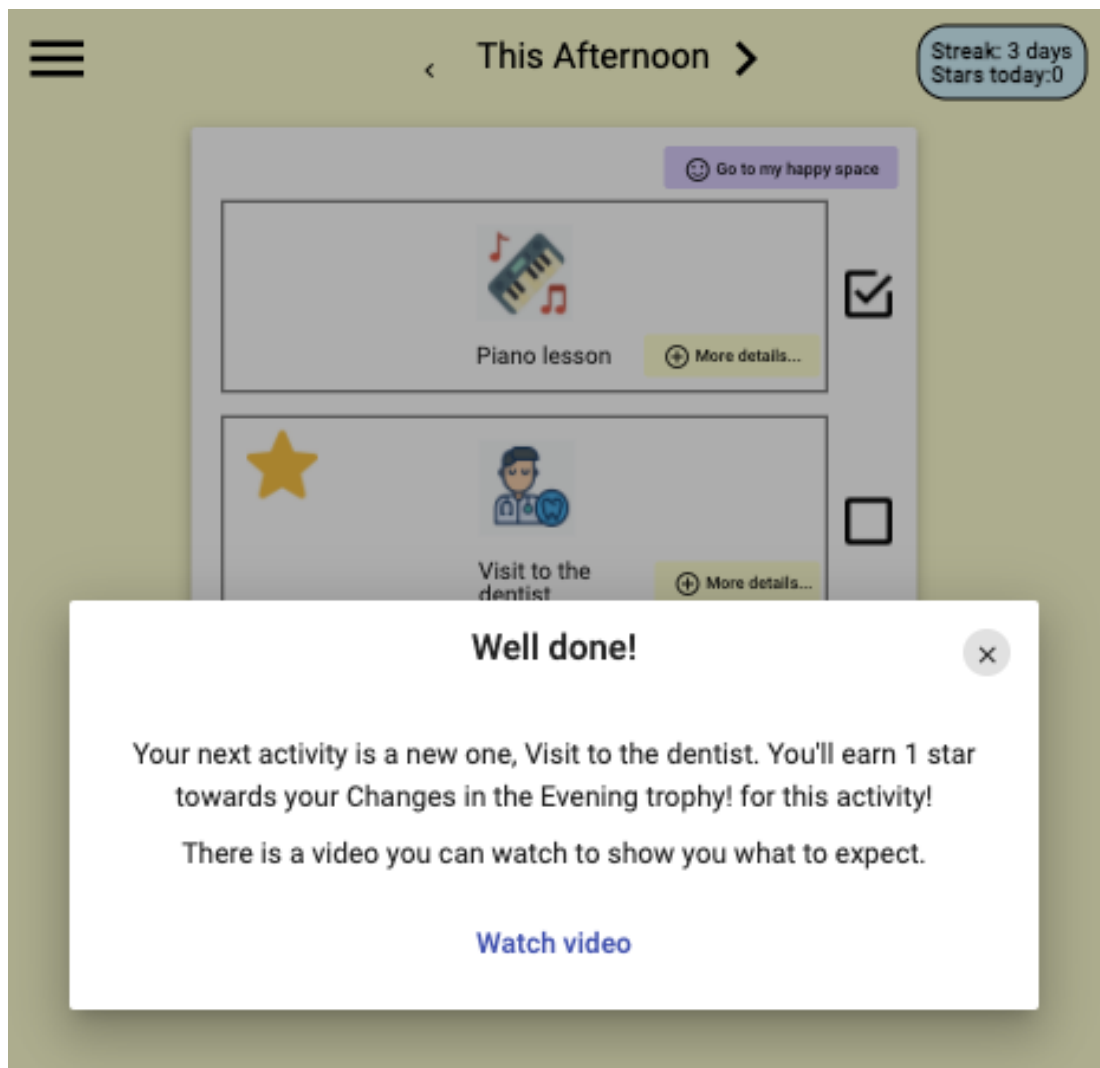 This Afternoon
Streak: 3 days
Stars today:0
Go to my happy space
Piano lesson
More details...
Visit to the
dentist
More details...
Well done!
Your next activity is a new one, Visit to the dentist. You'll earn 1 star
towards your Changes in the Evening trophy! for this activity!
There is a video you can watch to show you what to expect.
Watch video